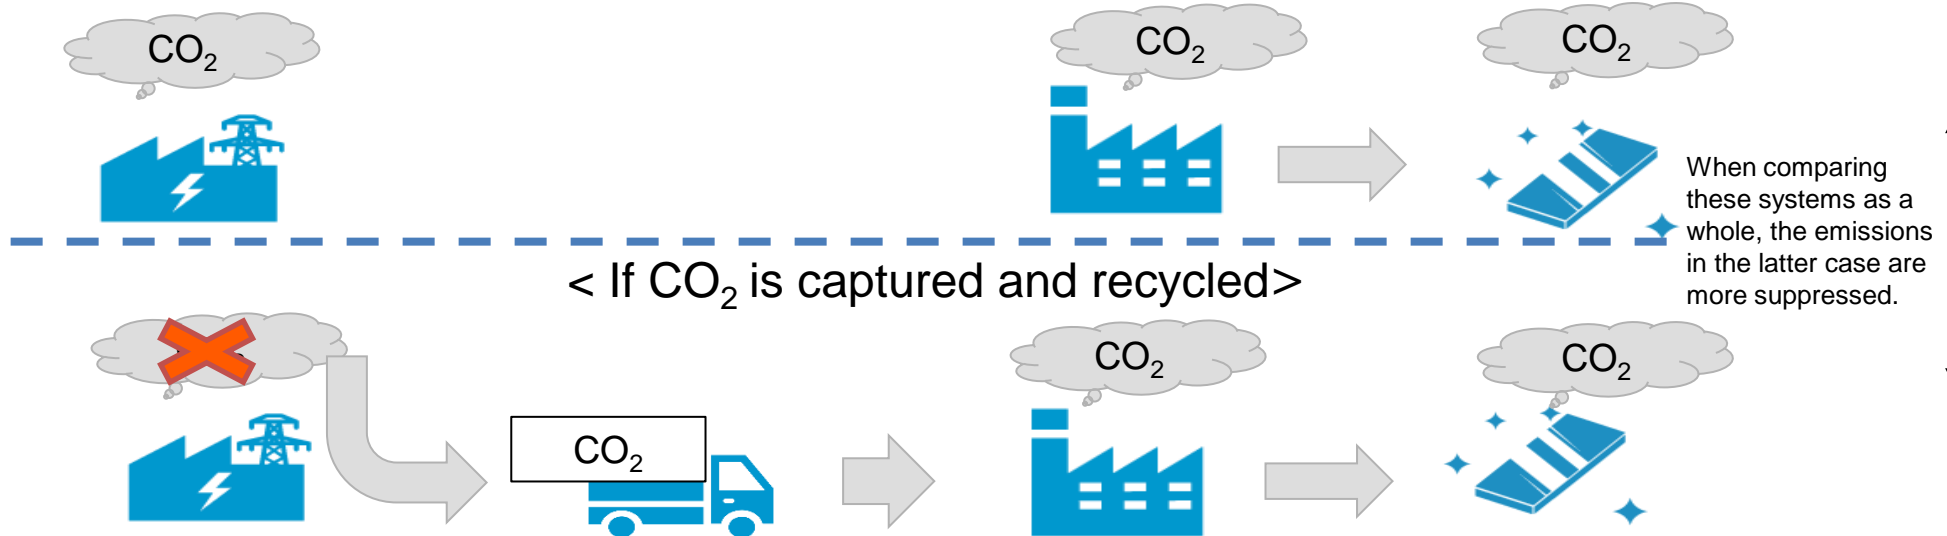 CO₂
CO₂
CO₂
When comparing
these systems as a
whole, the emissions
in the latter case are
more suppressed.
< If CO₂ is captured and recycled>
CO₂
CO₂
CO₂